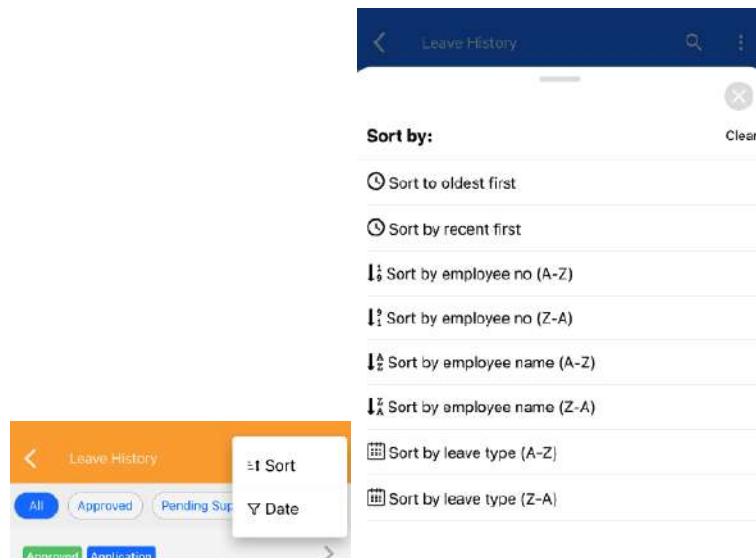 Leave History
Sort
All
Approved
Pending Sup
Date
Approved
Application
Leave History
Sort by:
Clear
Sort to oldest first
Sort by recent first
Sort by employee no (A-Z)
Sort by employee no (Z-A)
Sort by employee name (A-Z)
Sort by employee name (Z-A)
Sort by leave type (A-Z)
Sort by leave type (Z-A)